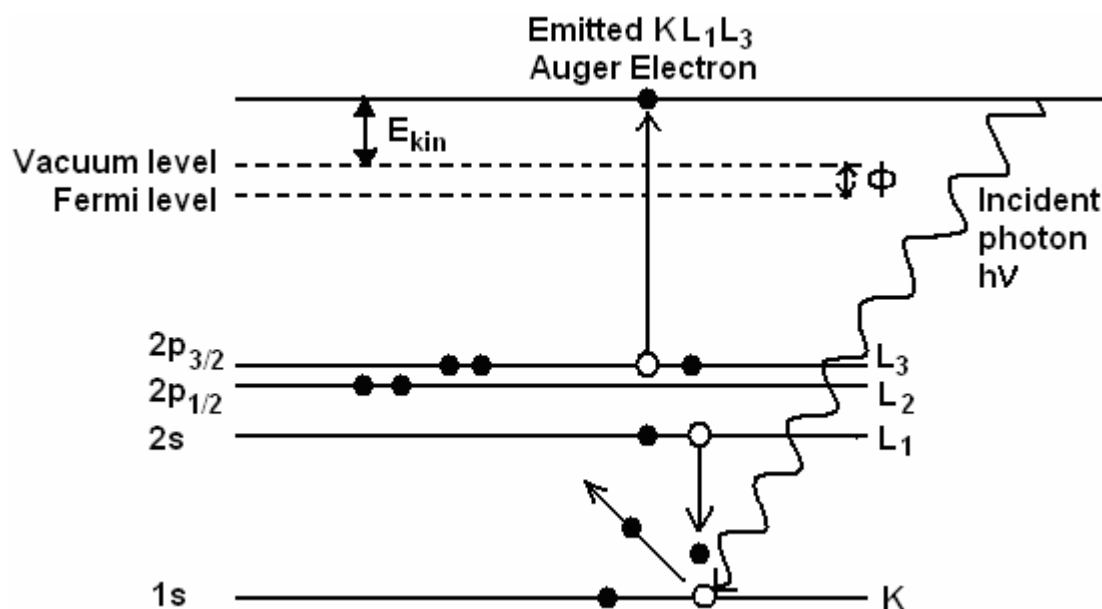 Emitted KL₁L₃
Auger Electron
E_kin
Vacuum level
Φ
Fermi level
Incident
photon
hν
2p₃/₂
L₃
2p₁/₂
L₂
2s
L₁
1s
K